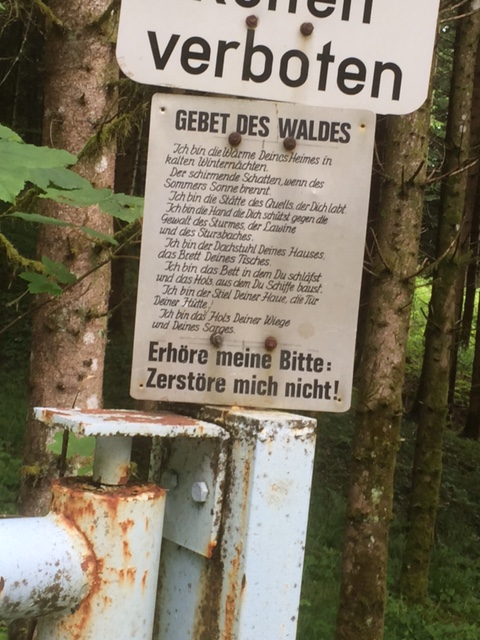 verboten
GEBET DES WALDES
Ich bin die Wärme Deines Heimes in
kalten Winternächten.
Der schirmende Schatten, wenn des
Sommers Sonne brennt.
Ich bin die Stätte des Quells, der Dich labt
Ich bin die Hand die Dich schützt gegen die
Gewalt des Sturmes, der Lawine
und des Sturzbaches.
Ich bin der Dachstuhl Deines Hauses,
das Brett Deines Tisches.
Ich bin das Bett in dem Du schläfst
und das Holz, aus dem Du Schiffe baust.
Ich bin der Stiel Deiner Haue, die Tür
Deiner Hütte!
Ich bin das Holz Deiner Wiege
und Deines Sarges.
Erhöre meine Bitte:
Zerstöre mich nicht!